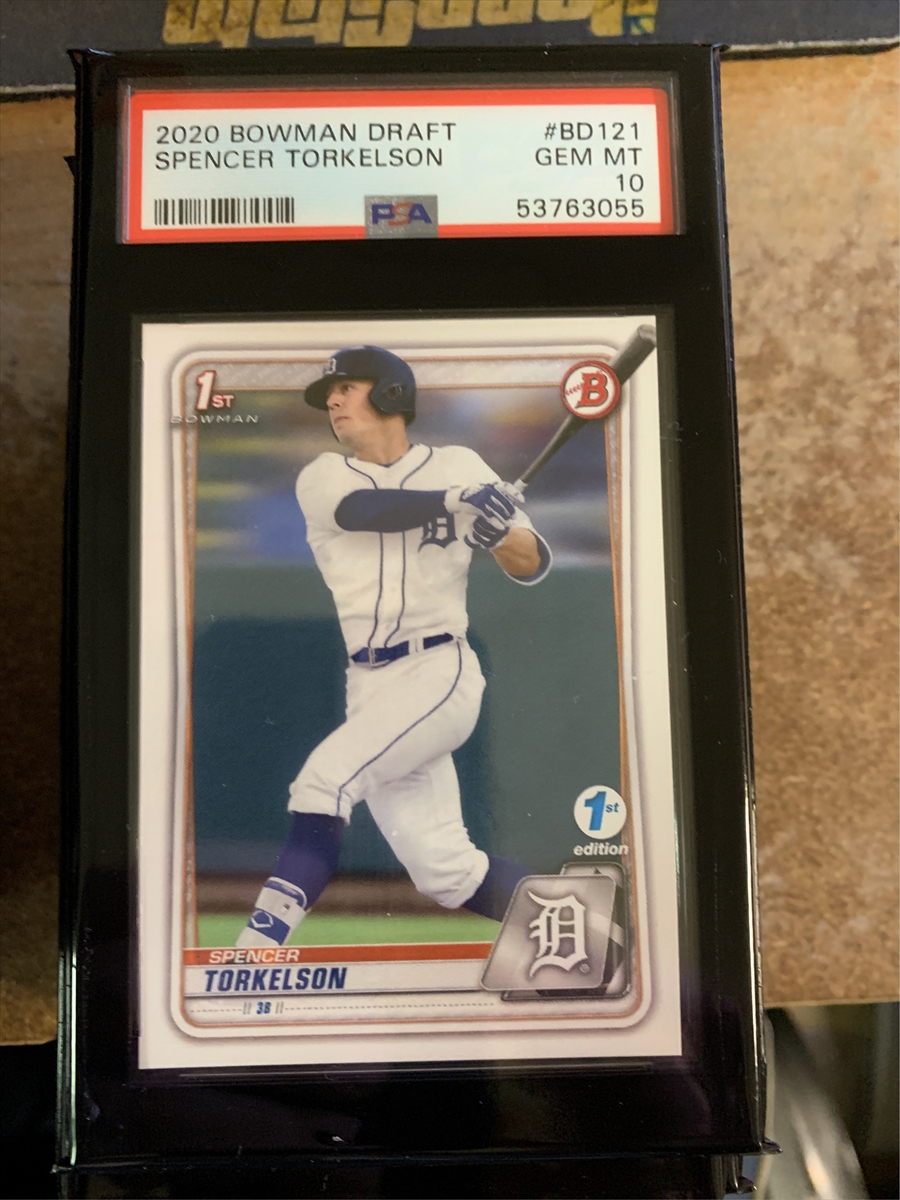 2020 BOWMAN DRAFT #BD121
SPENCER TORKELSON GEM MT
10
PSA 53763055
1ST
BOWMAN
B
D
D
1st
edition
D
SPENCER
TORKELSON
3B